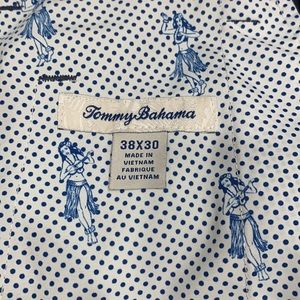 Tommy Bahama
38X30
MADE IN
VIETNAM
FABRIQUE
AU VIETNAM